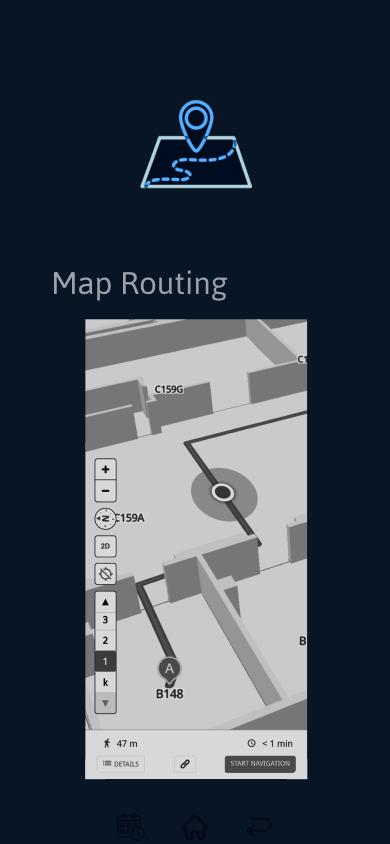 Map Routing
C1
C159G
+
−
N
C159A
2D
3
2
1
k
B
A
B148
47 m
< 1 min
DETAILS
START NAVIGATION